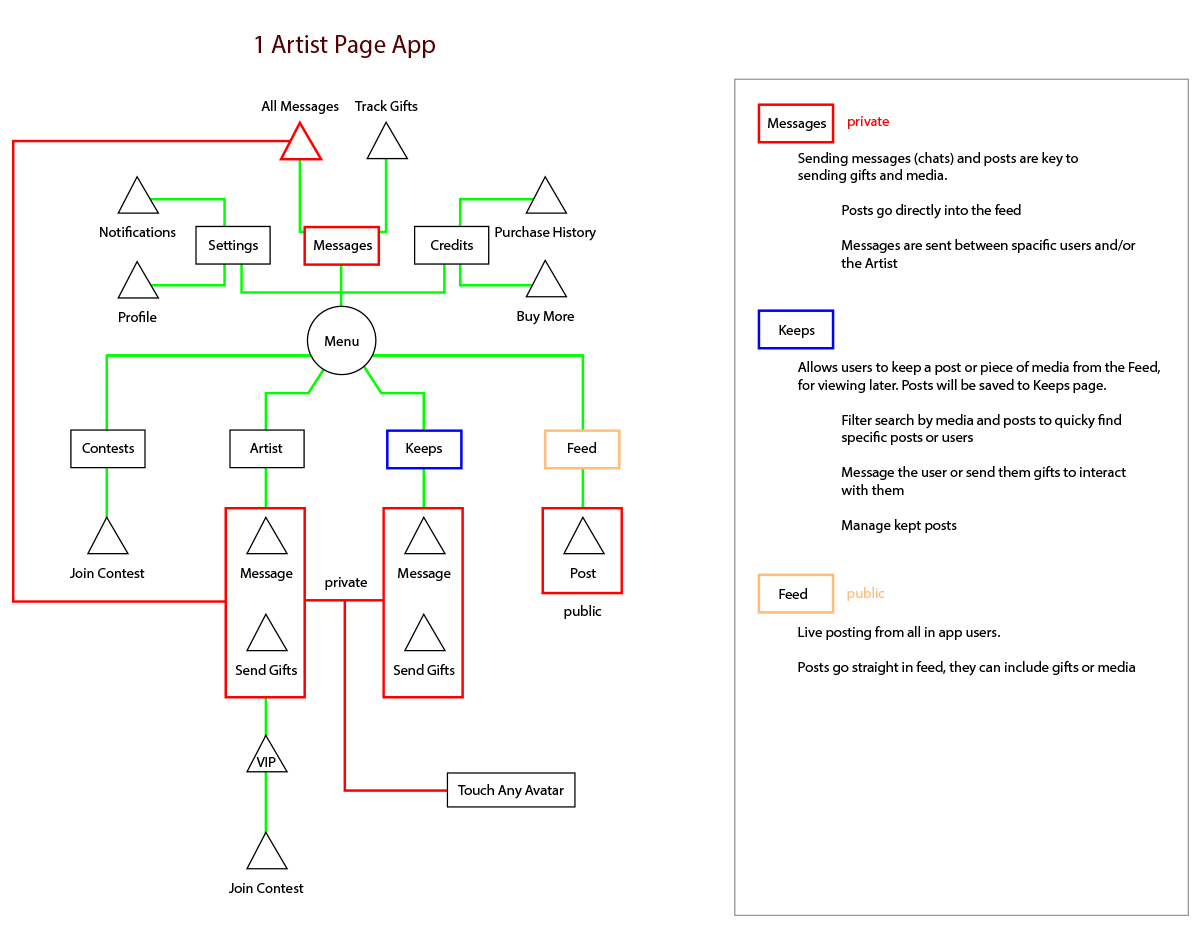 1 Artist Page App
All Messages
Track Gifts
Notifications
Settings
Messages
Credits
Purchase History
Profile
Buy More
Menu
Contests
Artist
Keeps
Feed
Join Contest
Message
private
Message
Post
public
Send Gifts
Send Gifts
VIP
Touch Any Avatar
Join Contest
Messages
private
Sending messages (chats) and posts are key to
sending gifts and media.
Posts go directly into the feed
Messages are sent between spacific users and/or
the Artist
Keeps
Allows users to keep a post or piece of media from the Feed,
for viewing later. Posts will be saved to Keeps page.
Filter search by media and posts to quicky find
specific posts or users
Message the user or send them gifts to interact
with them
Manage kept posts
Feed
public
Live posting from all in app users.
Posts go straight in feed, they can include gifts or media